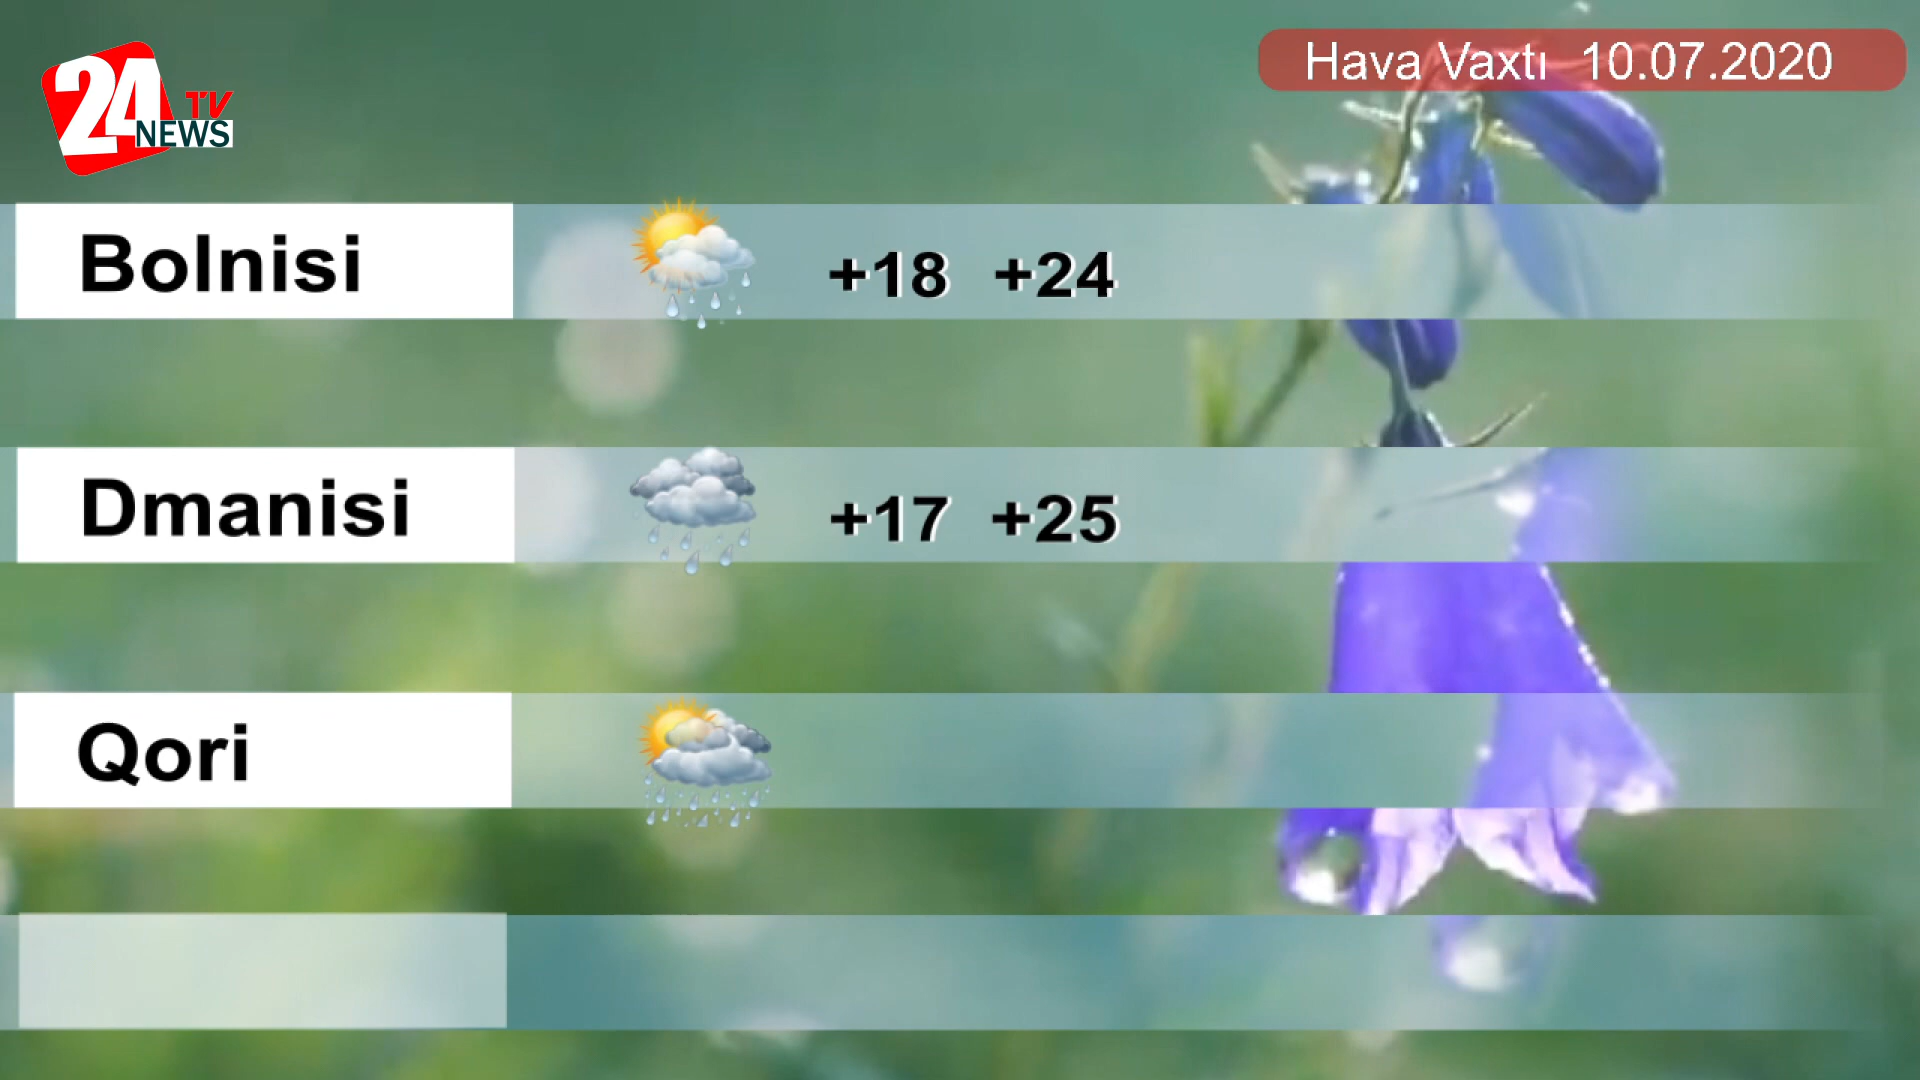 24 TV
NEWS
Hava Vaxtı 10.07.2020
Bolnisi +18 +24
Dmanisi +17 +25
Qori